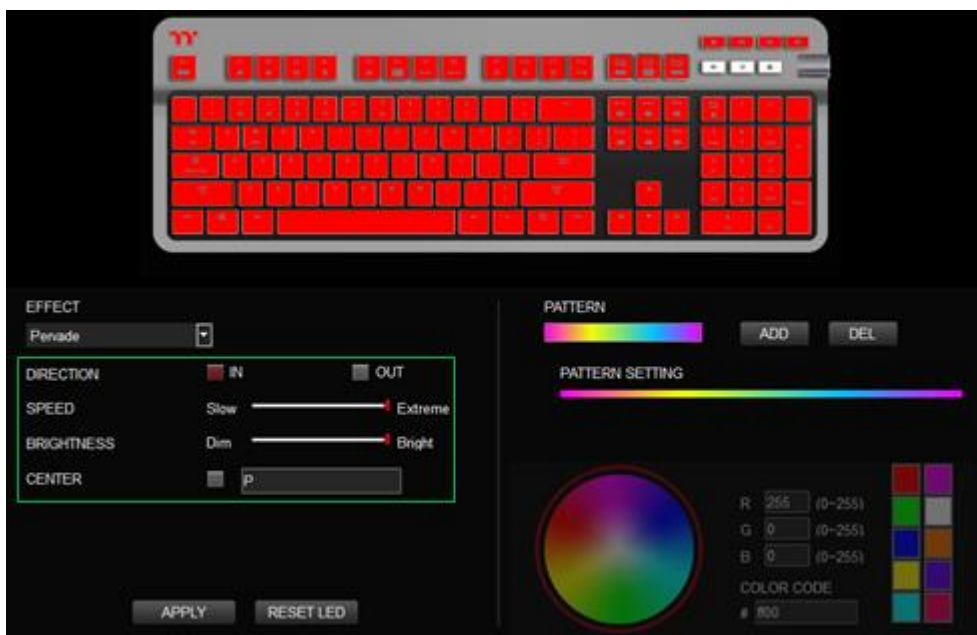 EFFECT
Pervade
DIRECTION IN OUT
SPEED Slow Extreme
BRIGHTNESS Dim Bright
CENTER P
APPLY RESET LED
PATTERN
ADD DEL
PATTERN SETTING
R 255 (0~255)
G 0 (0~255)
B 0 (0~255)
COLOR CODE
# ff00